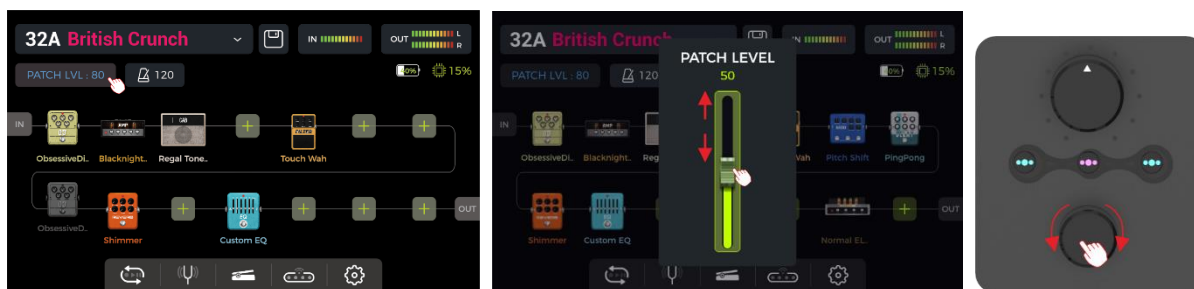 32A British Crunch
IN
OUT
L
R
PATCH LVL : 80
120
15%
IN
ObsessiveDi..
Blacknight..
Regal Tone..
Touch Wah
ObsessiveD..
Shimmer
Custom EQ
OUT
32A British Crunch
IN
OUT
L
R
PATCH LVL : 80
120
15%
PATCH LEVEL
50
IN
ObsessiveDi..
Blacknight..
Reg
Wah
Pitch Shift
PingPong
Shimmer
Custom EQ
Normal EL..
OUT